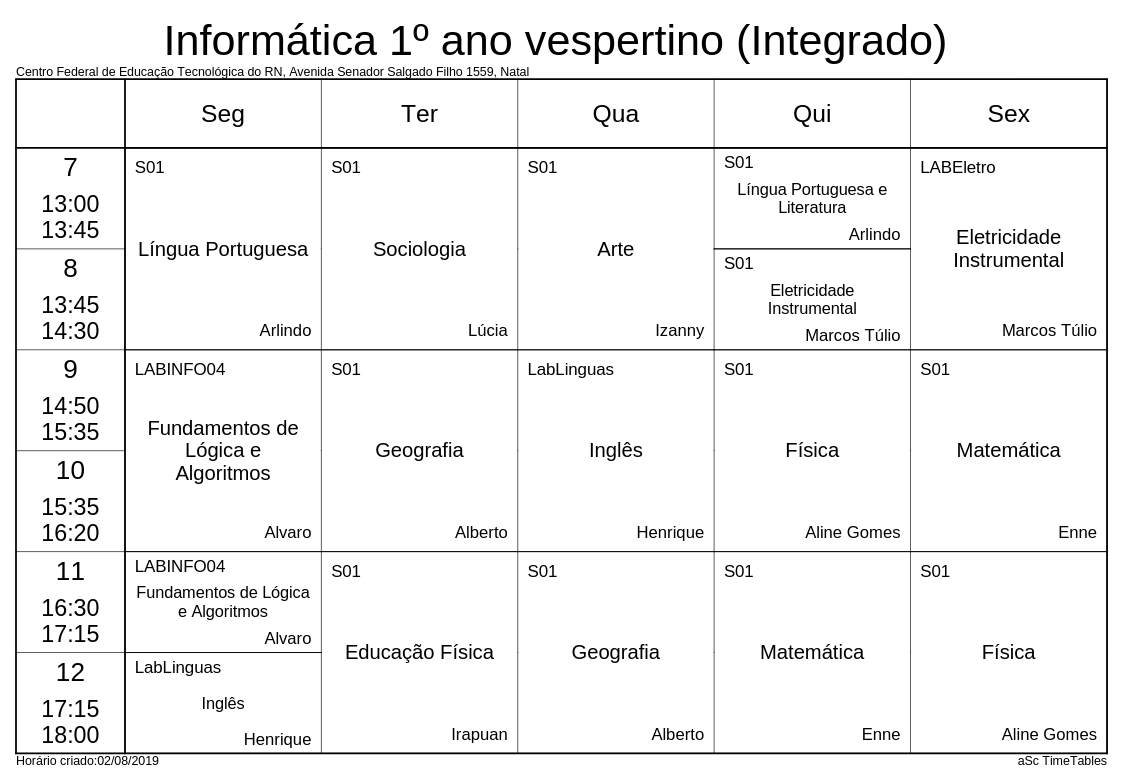 Informática 1º ano vespertino (Integrado)
Centro Federal de Educação Tecnológica do RN, Avenida Senador Salgado Filho 1559, Natal
Seg
Ter
Qua
Qui
Sex
7
13:00
13:45
S01
Língua Portuguesa
Arlindo
S01
Sociologia
Lúcia
S01
Arte
Izanny
S01
Língua Portuguesa e
Literatura
Arlindo
LABEletro
Eletricidade
Instrumental
Marcos Túlio
8
13:45
14:30
S01
Eletricidade
Instrumental
Marcos Túlio
9
14:50
15:35
LABINFO04
Fundamentos de
Lógica e
Algoritmos
Alvaro
S01
Geografia
Alberto
LabLinguas
Inglês
Henrique
S01
Física
Aline Gomes
S01
Matemática
Enne
10
15:35
16:20
11
16:30
17:15
LABINFO04
Fundamentos de Lógica
e Algoritmos
Alvaro
S01
Educação Física
Irapuan
S01
Geografia
Alberto
S01
Matemática
Enne
S01
Física
Aline Gomes
12
17:15
18:00
LabLinguas
Inglês
Henrique
Horário criado:02/08/2019
aSc TimeTables